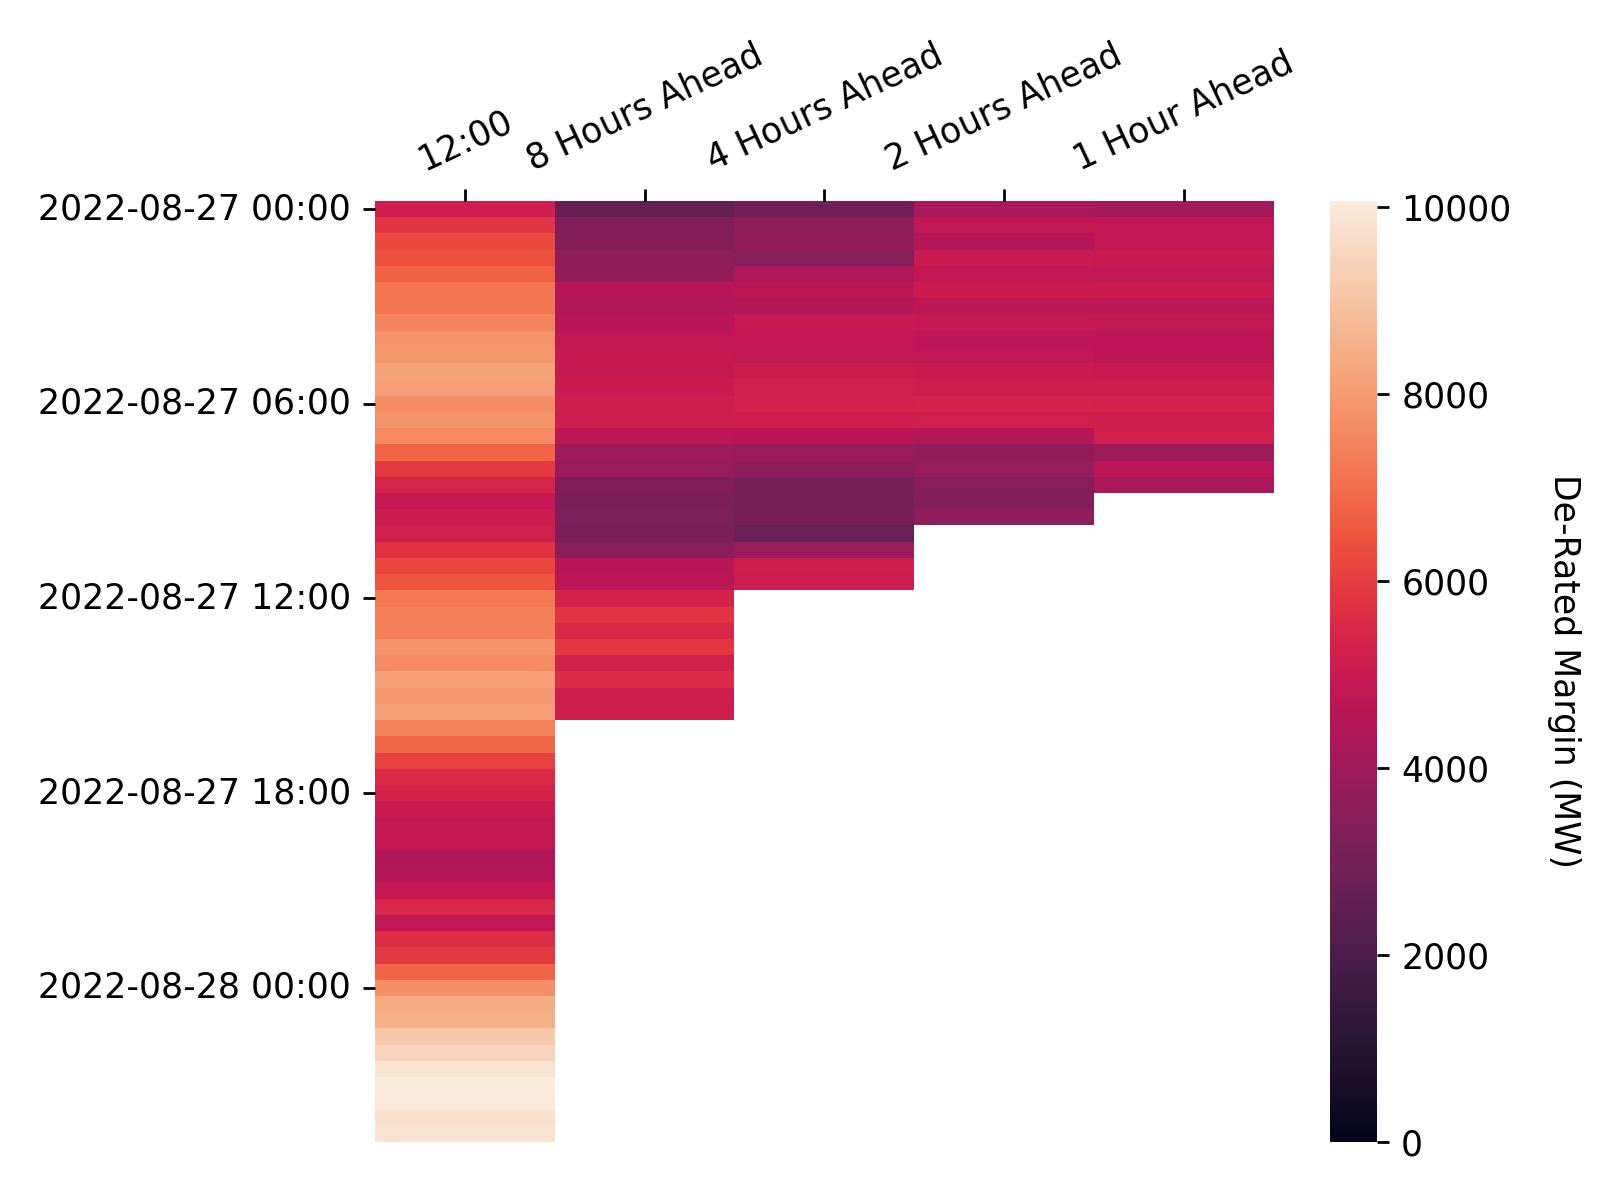 12:00
8 Hours Ahead
4 Hours Ahead
2 Hours Ahead
1 Hour Ahead
2022-08-27 00:00
2022-08-27 06:00
2022-08-27 12:00
2022-08-27 18:00
2022-08-28 00:00
10000
8000
6000
4000
2000
0
De-Rated Margin (MW)